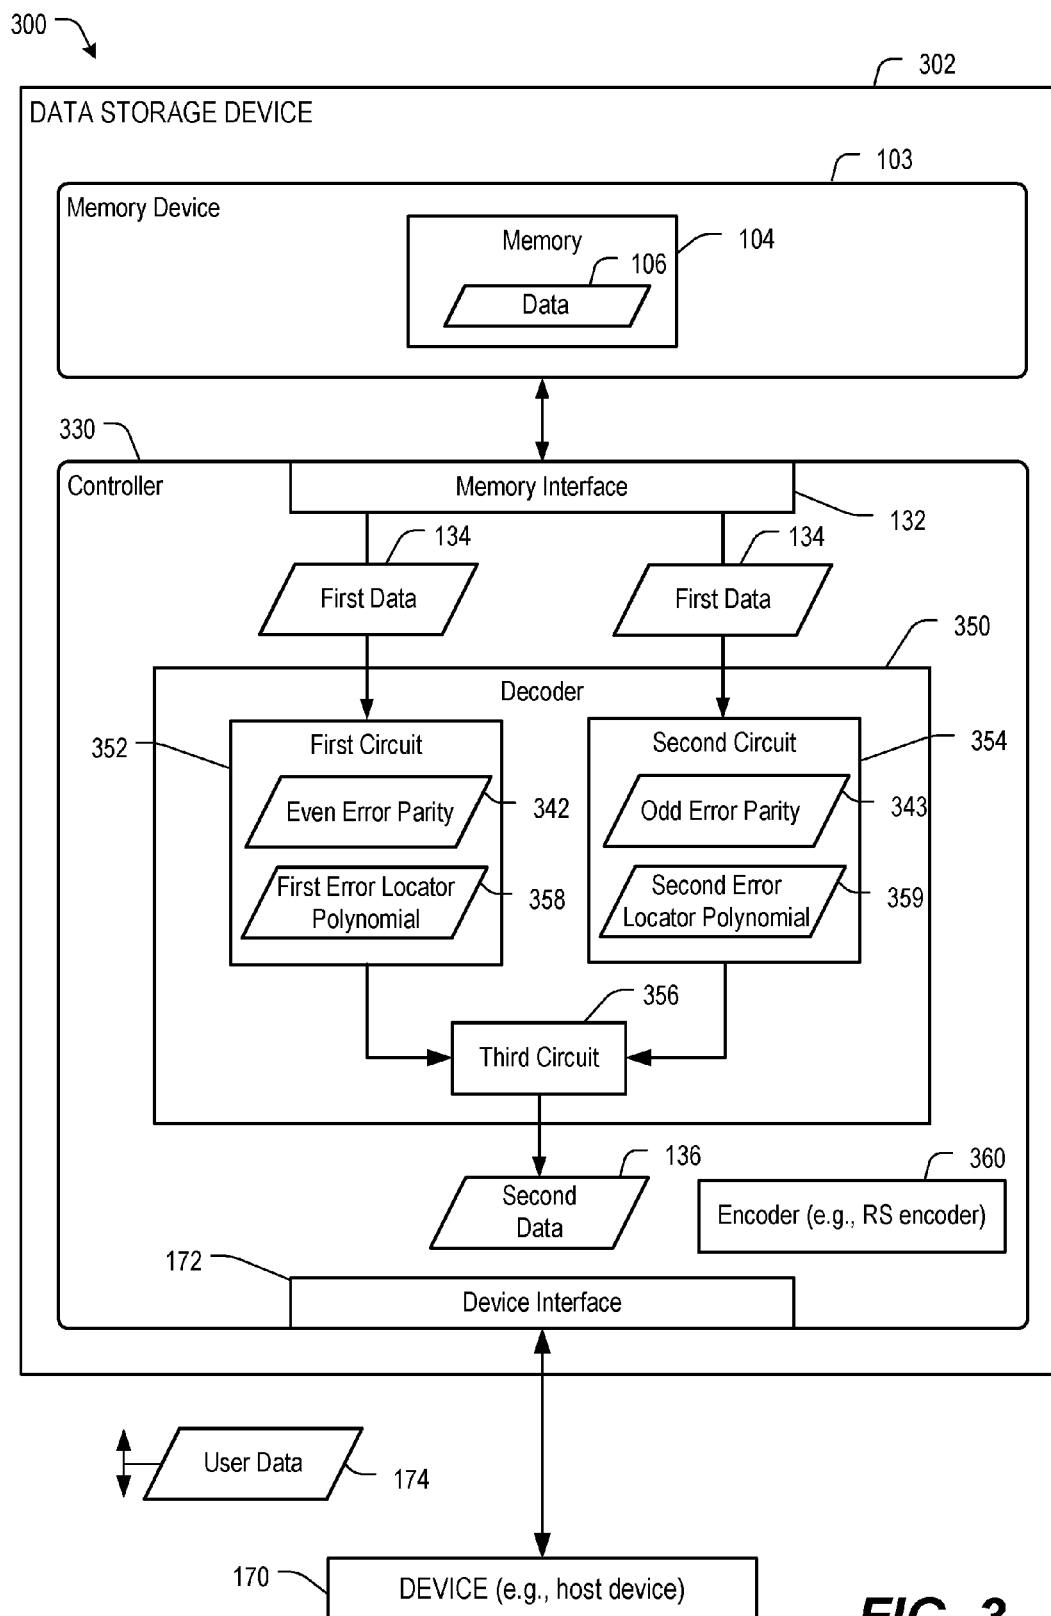 300
302
DATA STORAGE DEVICE
103
Memory Device
Memory
104
106
Data
330
Controller
Memory Interface
132
134
134
First Data
First Data
350
Decoder
352
First Circuit
Second Circuit
354
Even Error Parity
342
Odd Error Parity
343
First Error Locator
Polynomial
358
Second Error
Locator Polynomial
359
356
Third Circuit
136
360
Second
Data
Encoder (e.g., RS encoder)
172
Device Interface
User Data
174
170
DEVICE (e.g., host device)
FIG. 3